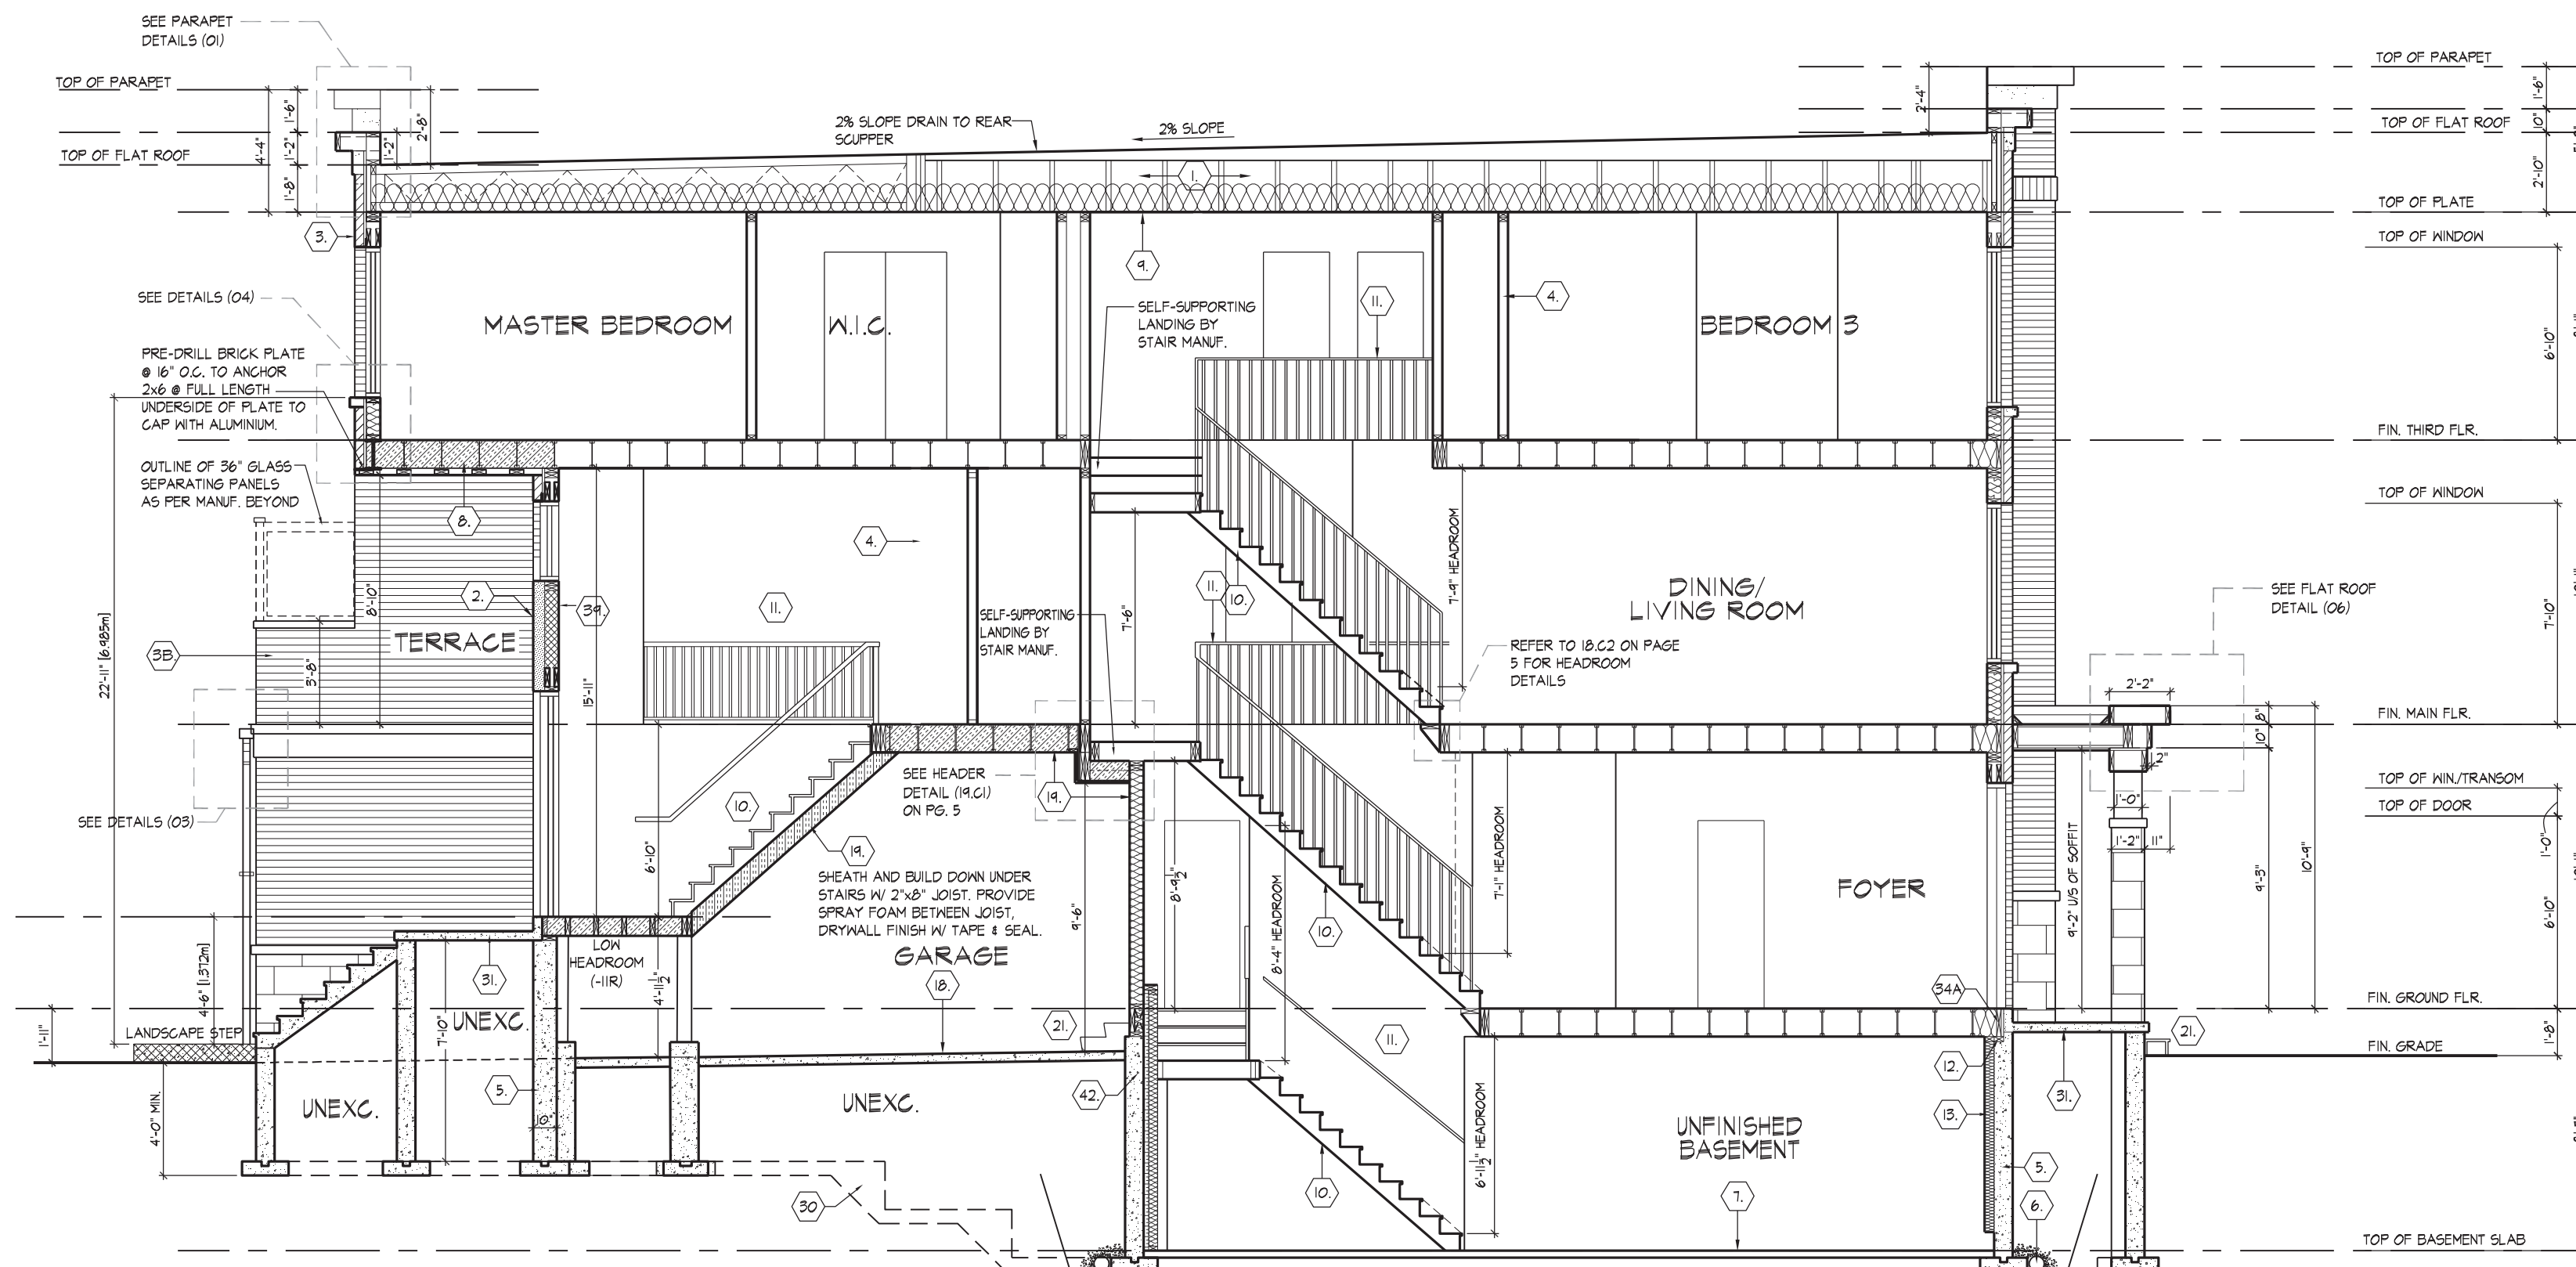 SEE PARAPET
DETAILS (01)
TOP OF PARAPET
TOP OF FLAT ROOF
4'-4"
1'-6"
1'-2"
1'-8"
1'-2"
2'-8"
2% SLOPE DRAIN TO REAR
SCUPPER
2% SLOPE
1.
2'-4"
TOP OF PARAPET
1'-6"
TOP OF FLAT ROOF
10"
2'-10"
TOP OF PLATE
TOP OF WINDOW
3.
9.
SEE DETAILS (04)
MASTER BEDROOM
W.I.C.
SELF-SUPPORTING
LANDING BY
STAIR MANUF.
11.
4.
BEDROOM 3
6'-10"
PRE-DRILL BRICK PLATE
@ 16" O.C. TO ANCHOR
2x6 @ FULL LENGTH
UNDERSIDE OF PLATE TO
CAP WITH ALUMINIUM.
FIN. THIRD FLR.
OUTLINE OF 36" GLASS
SEPARATING PANELS
AS PER MANUF. BEYOND
8.
TOP OF WINDOW
4.
7'-9" HEADROOM
22'-11" [6.985m]
8'-10"
2.
39.
11.
SELF-SUPPORTING
LANDING BY
STAIR MANUF.
7'-6"
11.
10.
DINING/
LIVING ROOM
SEE FLAT ROOF
DETAIL (06)
7'-10"
3B.
TERRACE
3'-8"
15'-11"
REFER TO 18.C2 ON PAGE
5 FOR HEADROOM
DETAILS
2'-2"
8"
10"
2"
FIN. MAIN FLR.
SEE HEADER
DETAIL (19.C1)
ON PG. 5
19.
TOP OF WIN./TRANSOM
TOP OF DOOR
SEE DETAILS (03)
10.
6'-10"
19.
8'-9 1/2"
7'-1" HEADROOM
1'-0"
1'-2"
11"
9'-2" U/S OF SOFFIT
9'-3"
10'-9"
1'-0"
6'-10"
SHEATH AND BUILD DOWN UNDER
STAIRS W/ 2"x8" JOIST. PROVIDE
SPRAY FOAM BETWEEN JOIST,
DRYWALL FINISH W/ TAPE & SEAL.
GARAGE
9'-6"
8'-4" HEADROOM
10.
FOYER
LOW
HEADROOM
(-11R)
4'-6" [1.372m]
4'-11 1/2"
31.
18.
34A
FIN. GROUND FLR.
1'-11"
LANDSCAPE STEP
UNEXC.
7'-10"
21.
11.
21.
1'-8"
FIN. GRADE
4'-0" MIN.
5.
10"
UNEXC.
UNEXC.
42.
12.
31.
13.
6'-11 1/2" HEADROOM
UNFINISHED
BASEMENT
5.
30
10.
7.
6.
TOP OF BASEMENT SLAB